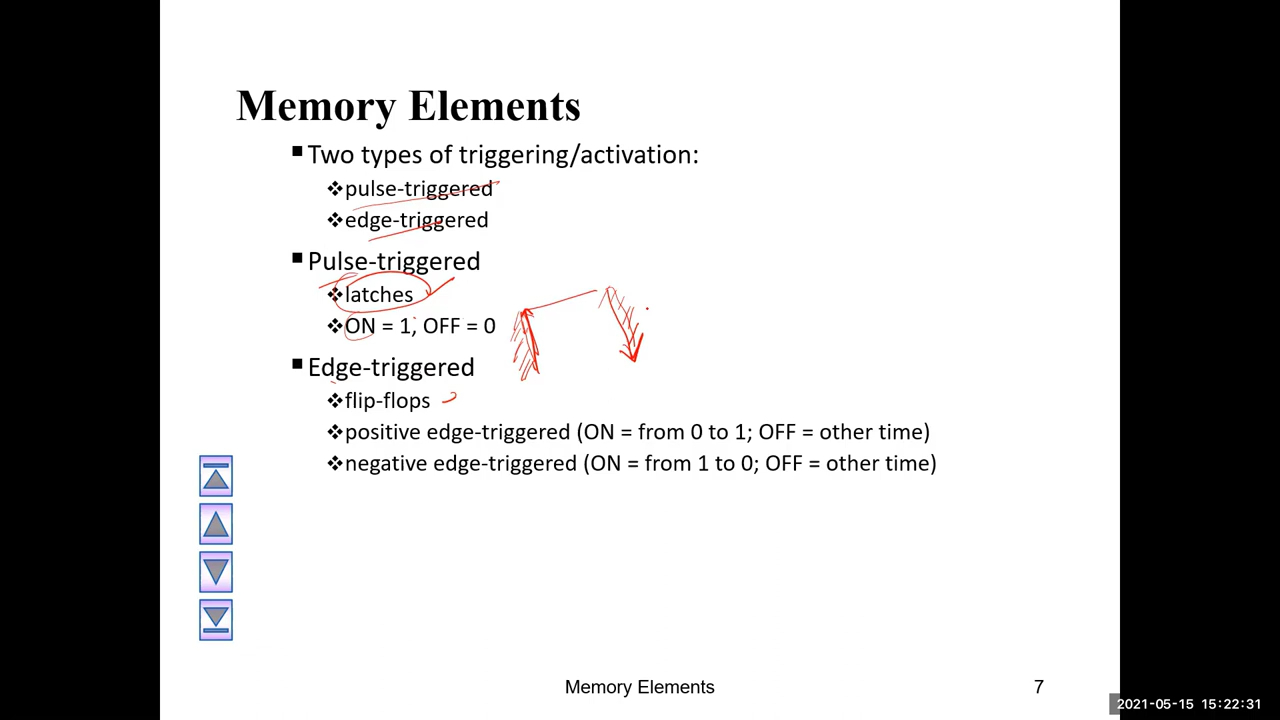 Memory Elements
▪Two types of triggering/activation:
❖pulse-triggered
❖edge-triggered
▪Pulse-triggered
❖latches
❖ON = 1, OFF = 0
▪Edge-triggered
❖flip-flops
❖positive edge-triggered (ON = from 0 to 1; OFF = other time)
❖negative edge-triggered (ON = from 1 to 0; OFF = other time)
Memory Elements
7
2021-05-15 15:22:31